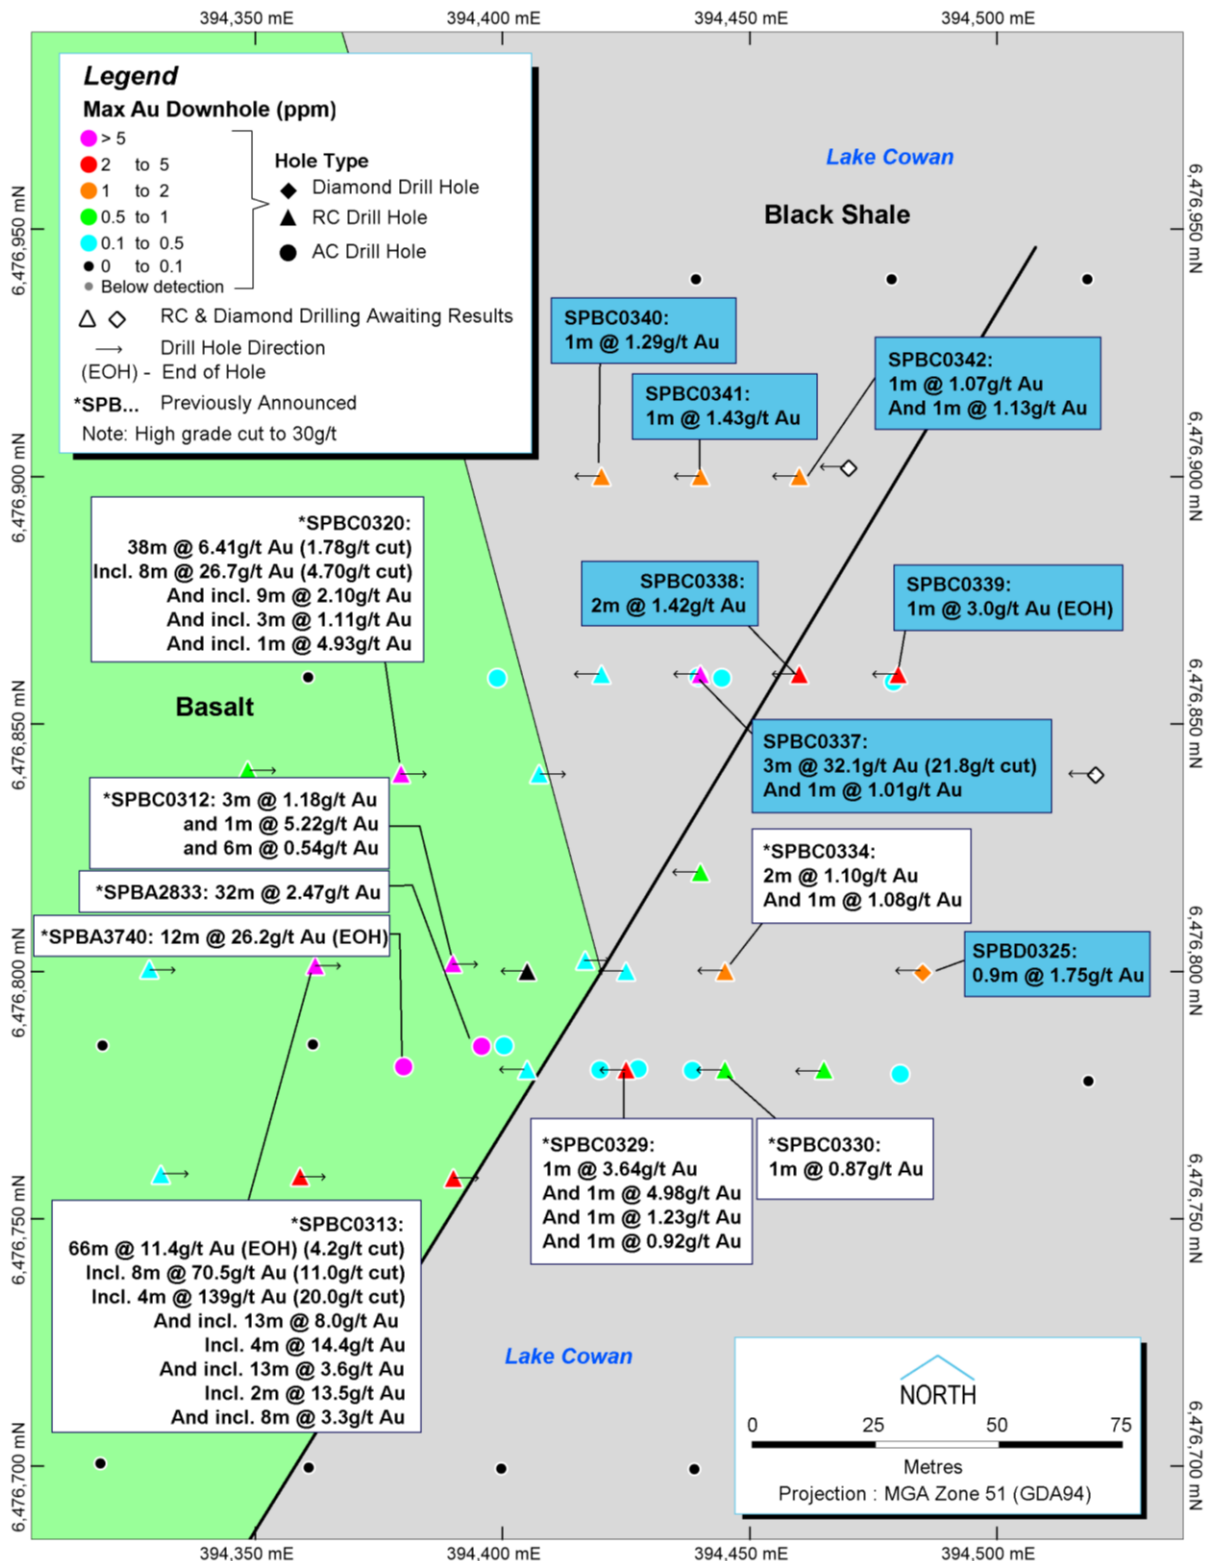 394,350 mE
394,400 mE
394,450 mE
394,500 mE
Legend
Max Au Downhole (ppm)
> 5
2 to 5
1 to 2
0.5 to 1
0.1 to 0.5
0 to 0.1
Below detection
Hole Type
Diamond Drill Hole
RC Drill Hole
AC Drill Hole
RC & Diamond Drilling Awaiting Results
Drill Hole Direction
(EOH) - End of Hole
*SPB... Previously Announced
Note: High grade cut to 30g/t
Lake Cowan
Black Shale
6,476,950 mN
6,476,950 mN
SPBC0340:
1m @ 1.29g/t Au
SPBC0341:
1m @ 1.43g/t Au
SPBC0342:
1m @ 1.07g/t Au
And 1m @ 1.13g/t Au
6,476,900 mN
6,476,900 mN
*SPBC0320:
38m @ 6.41g/t Au (1.78g/t cut)
Incl. 8m @ 26.7g/t Au (4.70g/t cut)
And incl. 9m @ 2.10g/t Au
And incl. 3m @ 1.11g/t Au
And incl. 1m @ 4.93g/t Au
SPBC0338:
2m @ 1.42g/t Au
SPBC0339:
1m @ 3.0g/t Au (EOH)
Basalt
6,476,850 mN
6,476,850 mN
SPBC0337:
3m @ 32.1g/t Au (21.8g/t cut)
And 1m @ 1.01g/t Au
*SPBC0312: 3m @ 1.18g/t Au
and 1m @ 5.22g/t Au
and 6m @ 0.54g/t Au
*SPBA2833: 32m @ 2.47g/t Au
*SPBA3740: 12m @ 26.2g/t Au (EOH)
*SPBC0334:
2m @ 1.10g/t Au
And 1m @ 1.08g/t Au
SPBD0325:
0.9m @ 1.75g/t Au
6,476,800 mN
6,476,800 mN
*SPBC0329:
1m @ 3.64g/t Au
And 1m @ 4.98g/t Au
And 1m @ 1.23g/t Au
And 1m @ 0.92g/t Au
*SPBC0330:
1m @ 0.87g/t Au
6,476,750 mN
6,476,750 mN
*SPBC0313:
66m @ 11.4g/t Au (EOH) (4.2g/t cut)
Incl. 8m @ 70.5g/t Au (11.0g/t cut)
Incl. 4m @ 139g/t Au (20.0g/t cut)
And incl. 13m @ 8.0g/t Au
Incl. 4m @ 14.4g/t Au
And incl. 13m @ 3.6g/t Au
Incl. 2m @ 13.5g/t Au
And incl. 8m @ 3.3g/t Au
Lake Cowan
NORTH
0 25 50 75
Metres
Projection : MGA Zone 51 (GDA94)
6,476,700 mN
6,476,700 mN
394,350 mE
394,400 mE
394,450 mE
394,500 mE